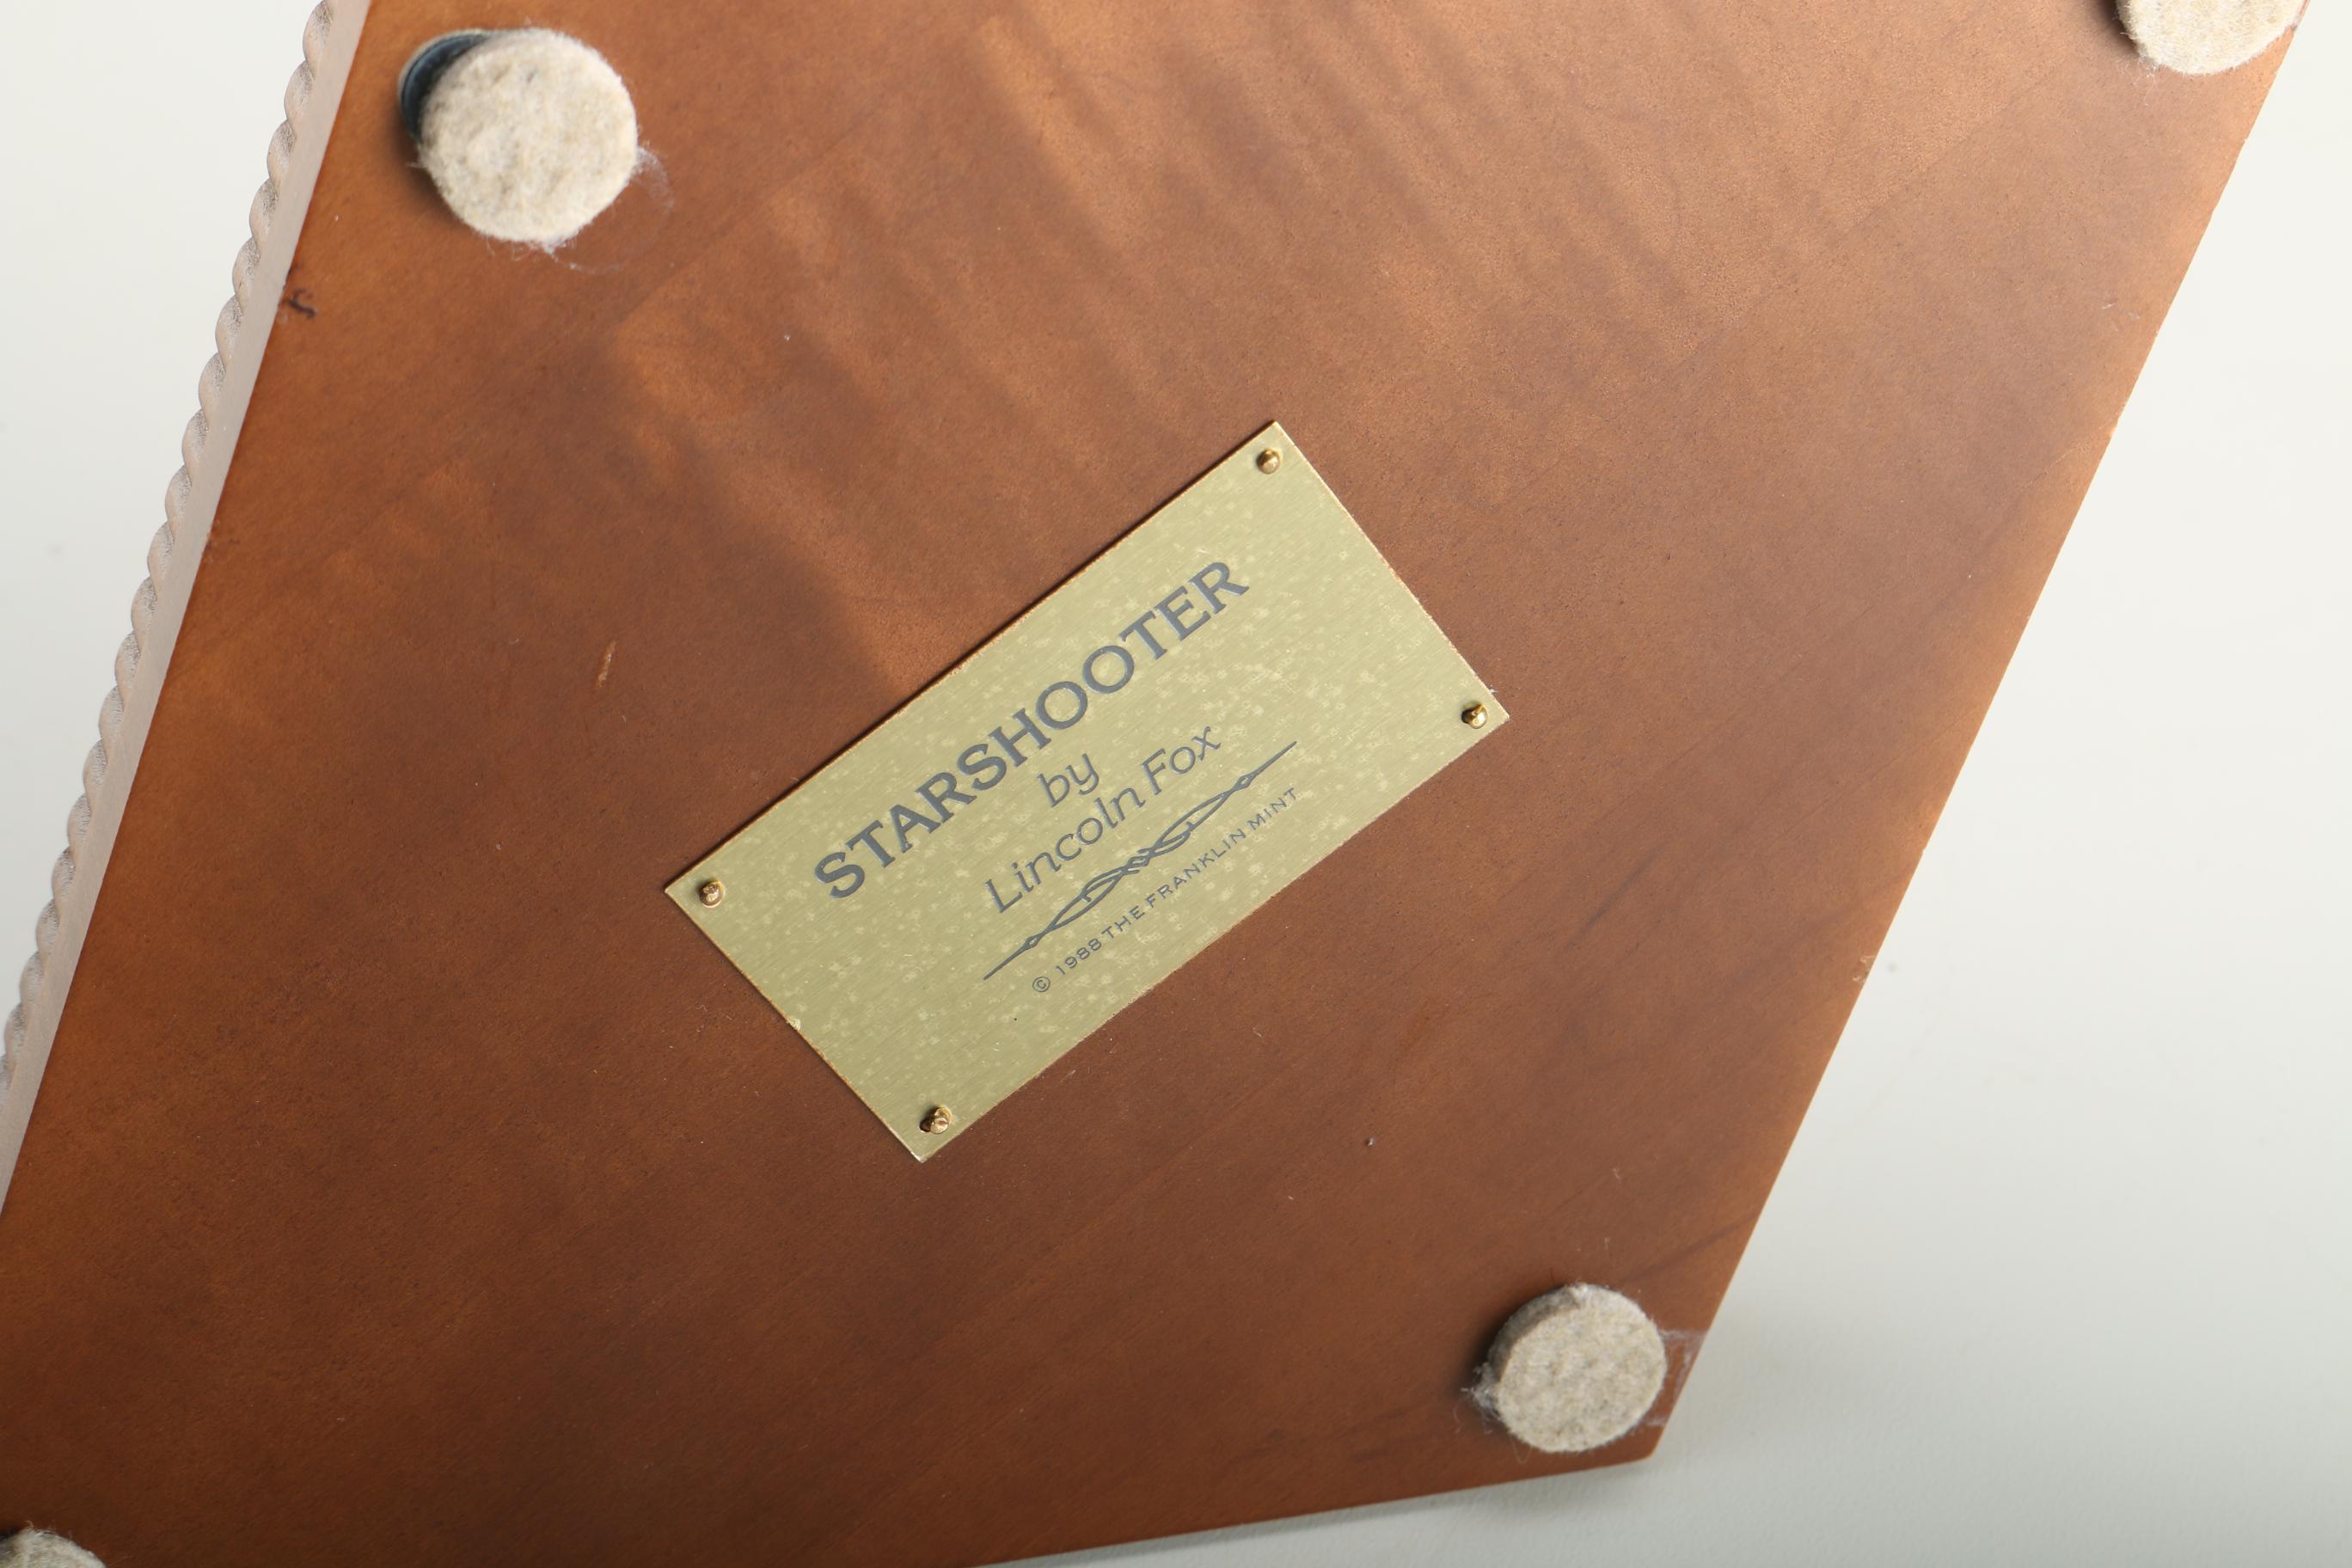 STARSHOOTER
by
Lincoln Fox
© 1988 THE FRANKLIN MINT